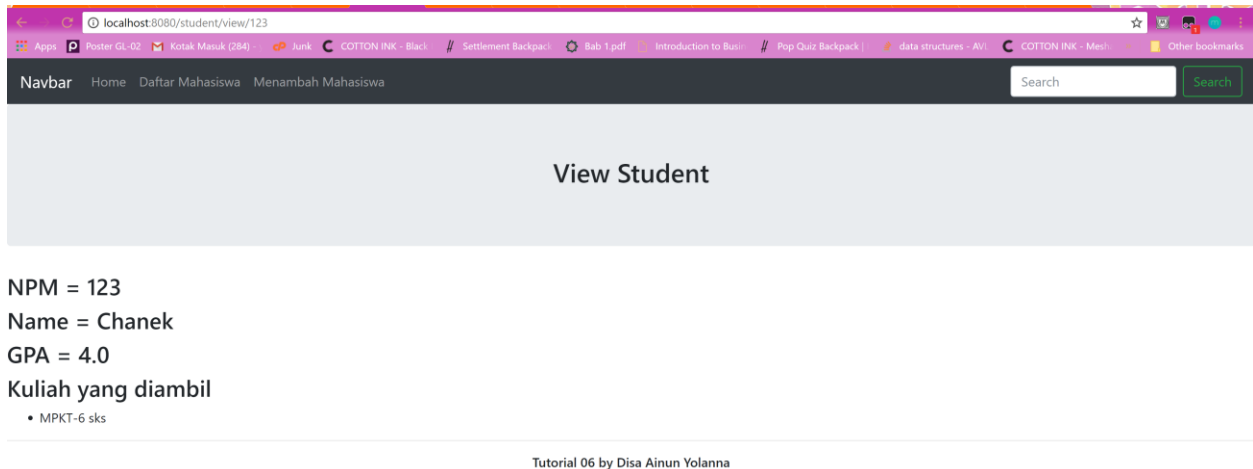 localhost:8080/student/view/123
Apps Poster GL-02 Kotak Masuk (284) - Junk COTTON INK - Black Settlement Backpack Bab 1.pdf Introduction to Busin Pop Quiz Backpack | data structures - AVL COTTON INK - Mesh Other bookmarks
Navbar Home Daftar Mahasiswa Menambah Mahasiswa Search Search
View Student
NPM = 123
Name = Chanek
GPA = 4.0
Kuliah yang diambil
• MPKT-6 sks
Tutorial 06 by Disa Ainun Yolanna